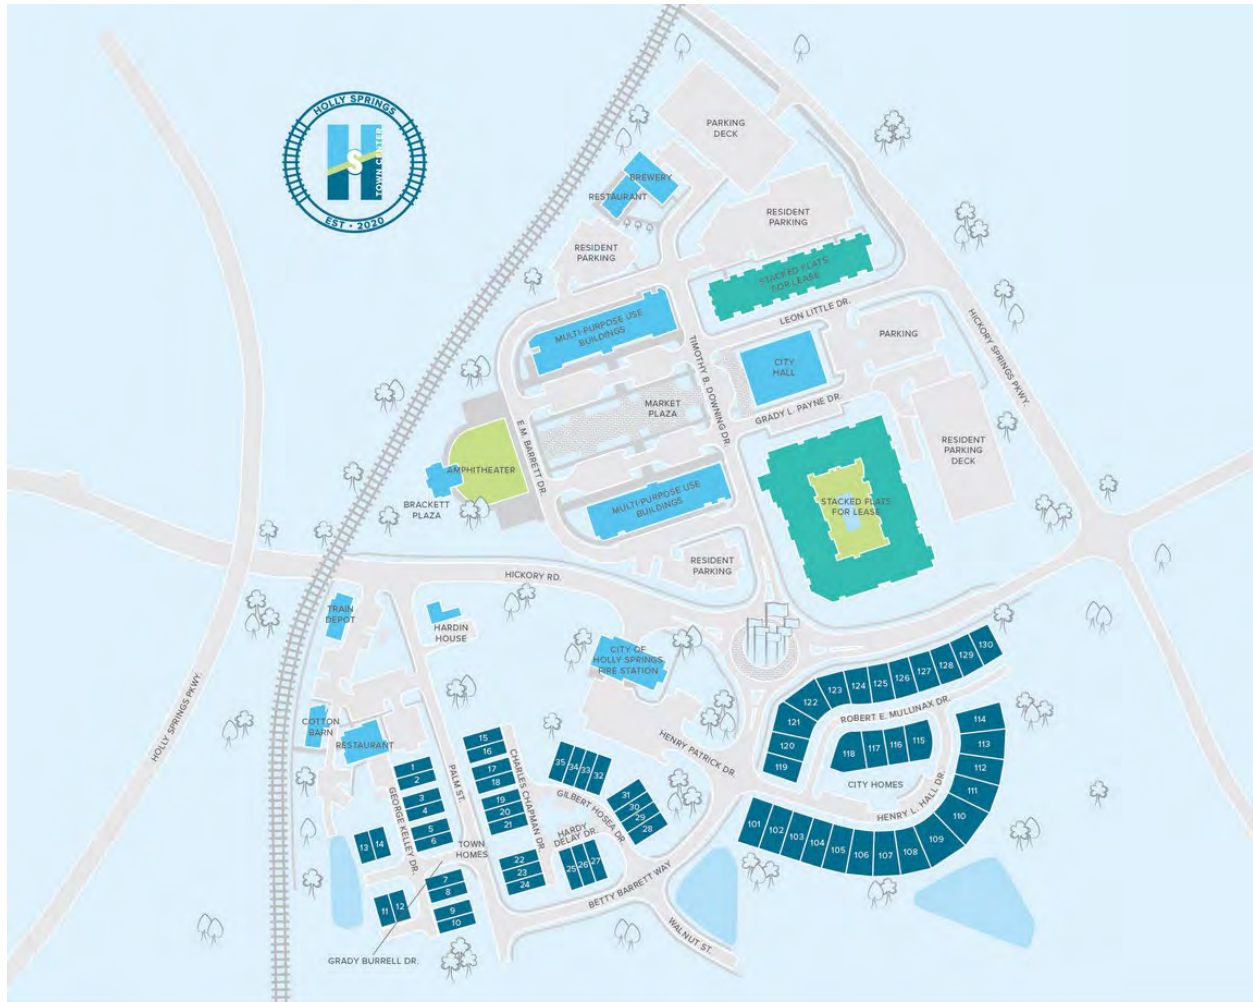 HOLLY SPRINGS
H
S
TOWN CENTER
EST • 2020
PARKING
DECK
BREWERY
RESTAURANT
RESIDENT
PARKING
RESIDENT
PARKING
STACKED FLATS
FOR LEASE
LEON LITTLE DR.
HICKORY SPRINGS PKWY.
MULTI-PURPOSE USE
BUILDINGS
TIMOTHY B. DOWNING DR.
CITY
HALL
PARKING
MARKET
PLAZA
GRADY L. PAYNE DR.
E.M. BARRETT DR.
RESIDENT
PARKING
DECK
AMPHITHEATER
BRACKETT
PLAZA
MULTI-PURPOSE USE
BUILDINGS
STACKED FLATS
FOR LEASE
RESIDENT
PARKING
HICKORY RD.
TRAIN
DEPOT
HARDIN
HOUSE
CITY OF
HOLLY SPRINGS
FIRE STATION
HOLLY SPRINGS PKWY.
COTTON
BARN
RESTAURANT
HENRY PATRICK DR.
ROBERT E. MULLINAX DR.
CITY HOMES
HENRY L. HALL DR.
PALM ST.
CHARLES CHAPMAN DR.
GEORGE KELLEY DR.
GILBERT HOSEA DR.
HARDY
DELAY DR.
TOWN
HOMES
BETTY BARRETT WAY
WALNUT ST.
GRADY BURRELL DR.
1
2
3
4
5
6
7
8
9
10
11
12
13
14
15
16
17
18
19
20
21
22
23
24
25
26
27
28
29
30
31
32
33
34
35
101
102
103
104
105
106
107
108
109
110
111
112
113
114
115
116
117
118
119
120
121
122
123
124
125
126
127
128
129
130